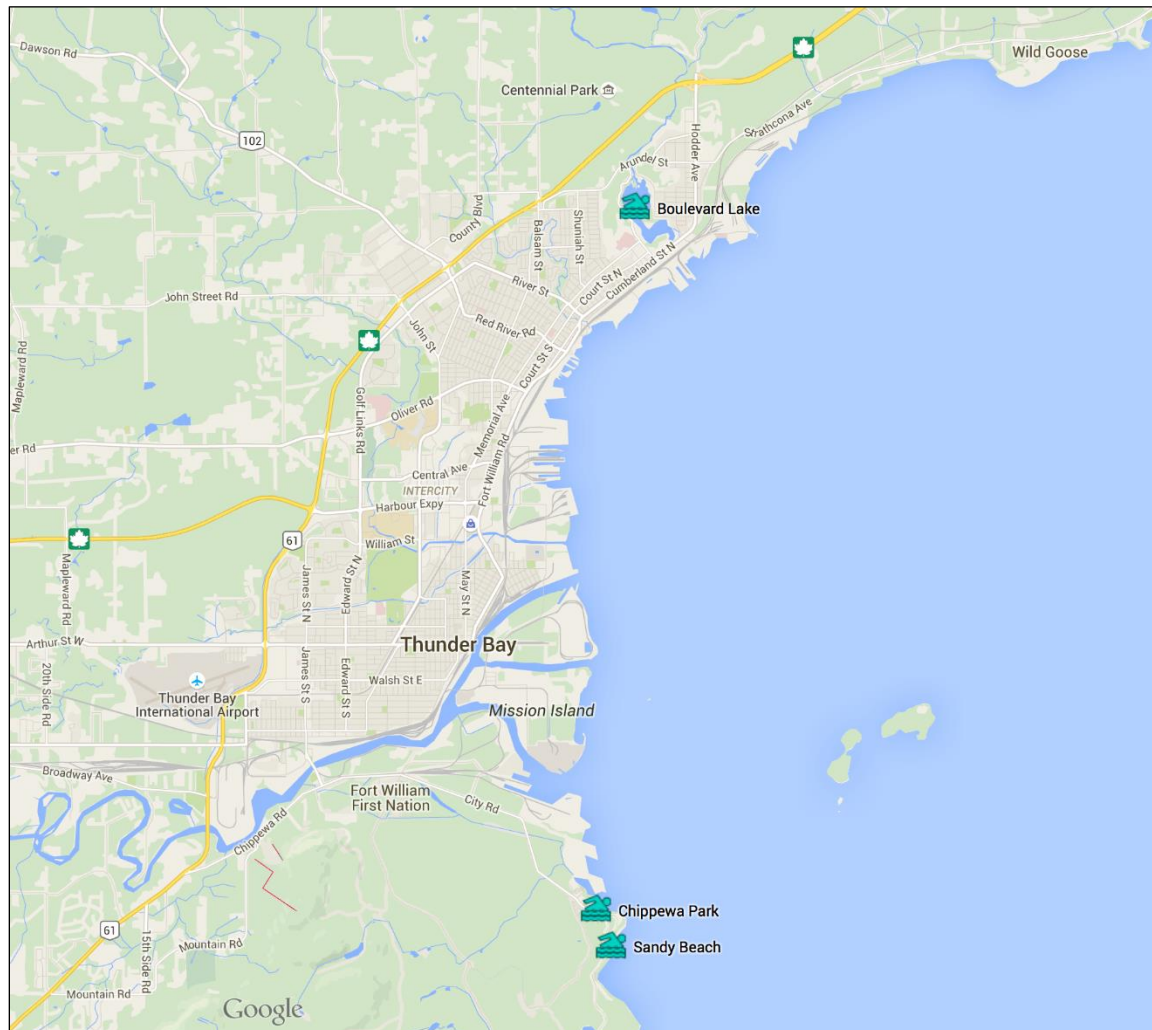 Dawson Rd
Wild Goose
Centennial Park
102
Strathcona Ave
Hodder Ave
Arundel St
Boulevard Lake
County Blvd
Balsam St
Shuniah St
Court St N
Cumberland St N
River St
John Street Rd
Red River Rd
John St
Mapleward Rd
Court St S
Golf Links Rd
Oliver Rd
Memorial Ave
Fort William Rd
er Rd
Central Ave
INTERCITY
Harbour Expy
61
William St
Mapleward Rd
James St N
Edward St N
May St N
Arthur St W
Thunder Bay
20th Side Rd
James St S
Edward St S
Walsh St E
Thunder Bay
International Airport
Mission Island
Broadway Ave
Fort William
First Nation
City Rd
Chippewa Rd
Chippewa Park
61
15th Side Rd
Mountain Rd
Sandy Beach
Mountain Rd
Google